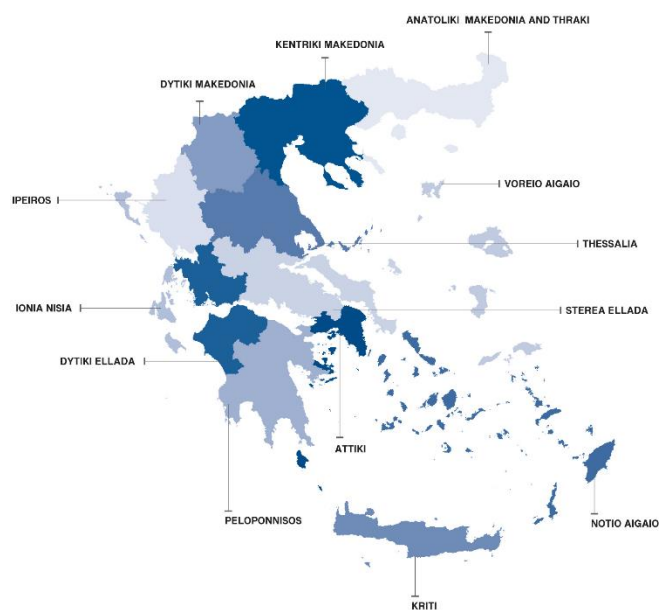 ANATOLIKI MAKEDONIA AND THRAKI
KENTRIKI MAKEDONIA
DYTIKI MAKEDONIA
VOREIO AIGAIO
IPEIROS
THESSALIA
IONIA NISIA
STEREA ELLADA
DYTIKI ELLADA
ATTIKI
PELOPONNISOS
NOTIO AIGAIO
KRITI